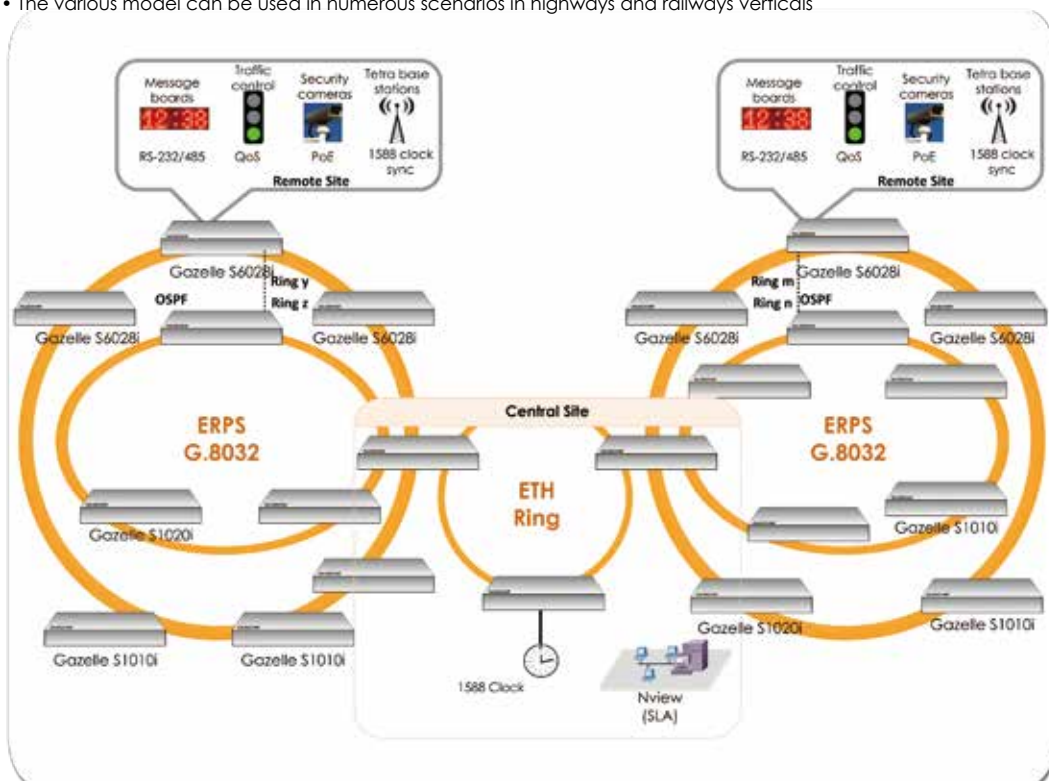 • The various model can be used in numerous scenarios in highways and railways verticals
Message
boards
12:38
RS-232/485
Traffic
control
QoS
Security
cameras
PoE
Tetra base
stations
1588 clock
sync
Remote Site
Message
boards
12:38
RS-232/485
Traffic
control
QoS
Security
cameras
PoE
Tetra base
stations
1588 clock
sync
Remote Site
Gazelle S6028i
Ring y
OSPF
Ring z
Gazelle S6028i
Gazelle S6028i
ERPS
G.8032
Gazelle S1020i
Gazelle S1010i
Gazelle S1010i
Central Site
ETH
Ring
1588 Clock
Nview
(SLA)
Gazelle S6028i
Ring m
Ring n
OSPF
Gazelle S6028i
Gazelle S6028i
ERPS
G.8032
Gazelle S1010i
Gazelle S1020i
Gazelle S1010i